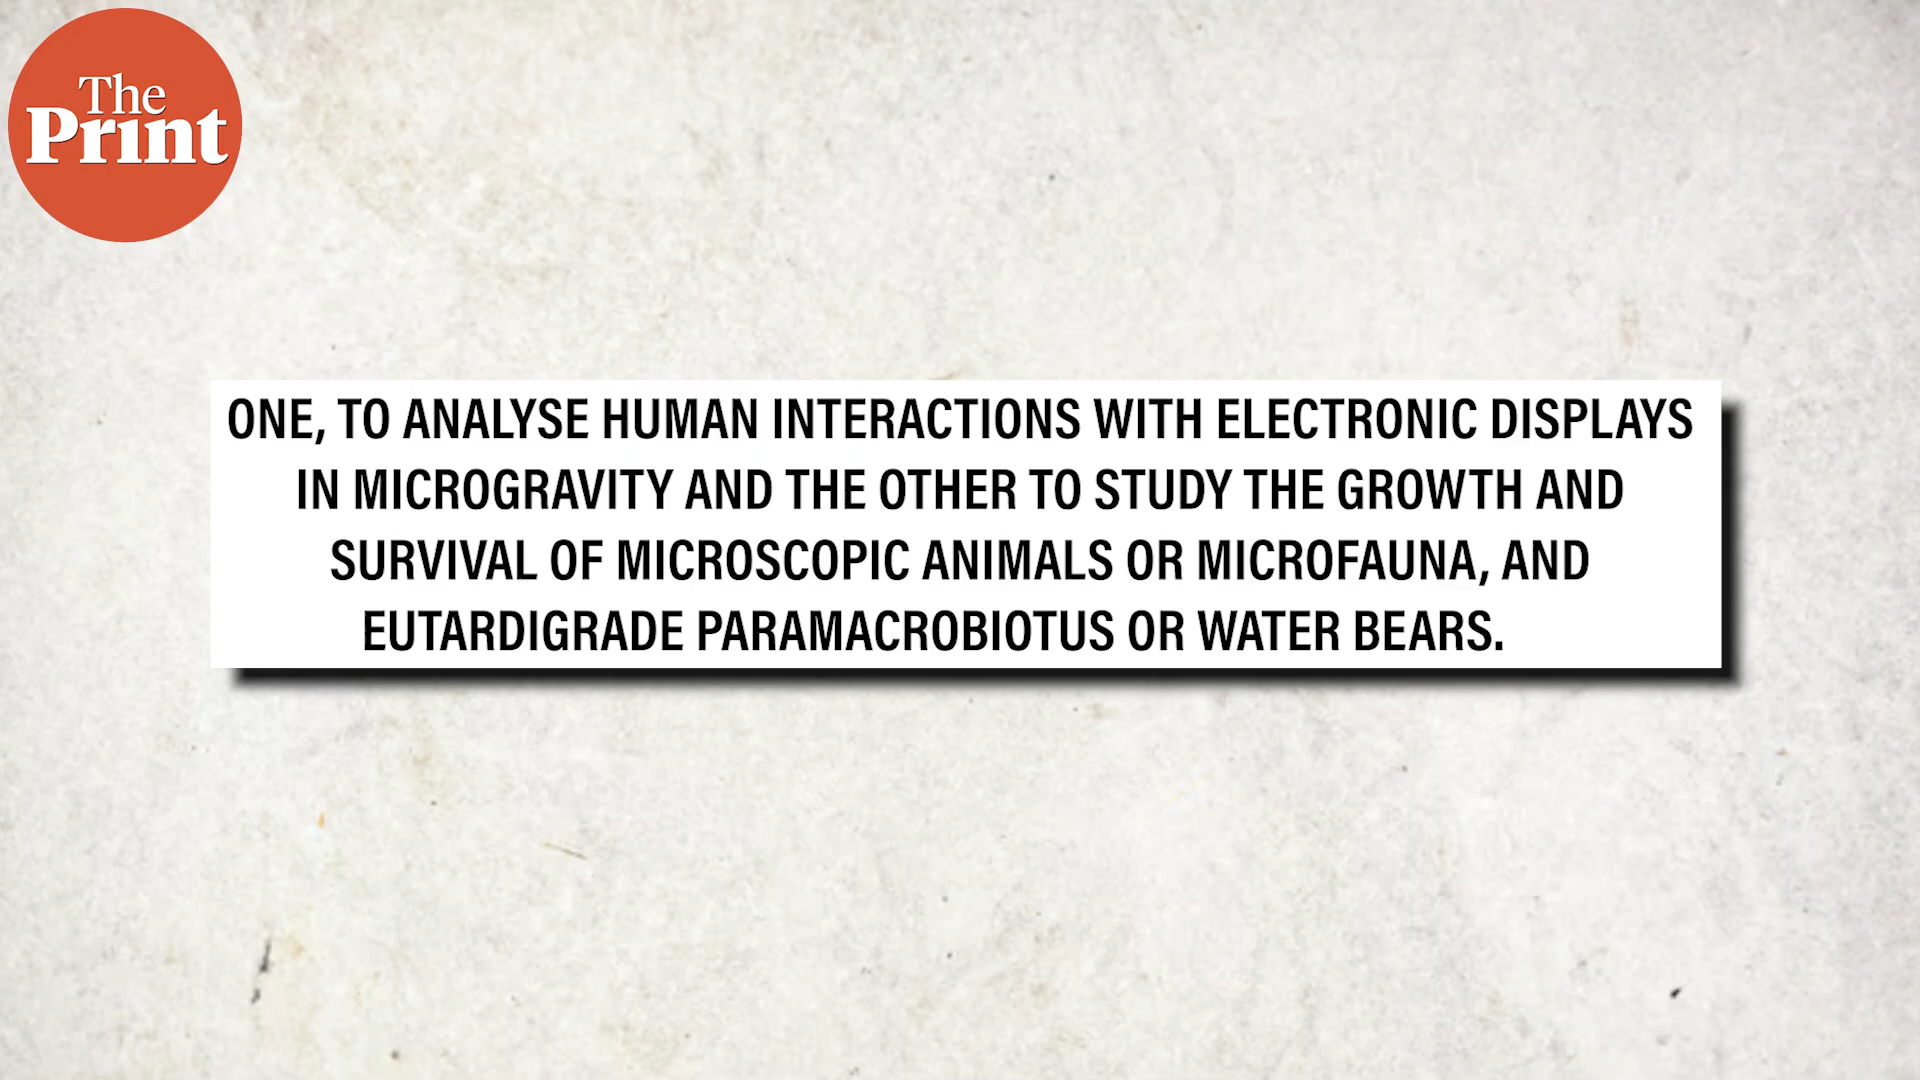 The
Print
ONE, TO ANALYSE HUMAN INTERACTIONS WITH ELECTRONIC DISPLAYS
IN MICROGRAVITY AND THE OTHER TO STUDY THE GROWTH AND
SURVIVAL OF MICROSCOPIC ANIMALS OR MICROFAUNA, AND
EUTARDIGRADE PARAMACROBIOTUS OR WATER BEARS.